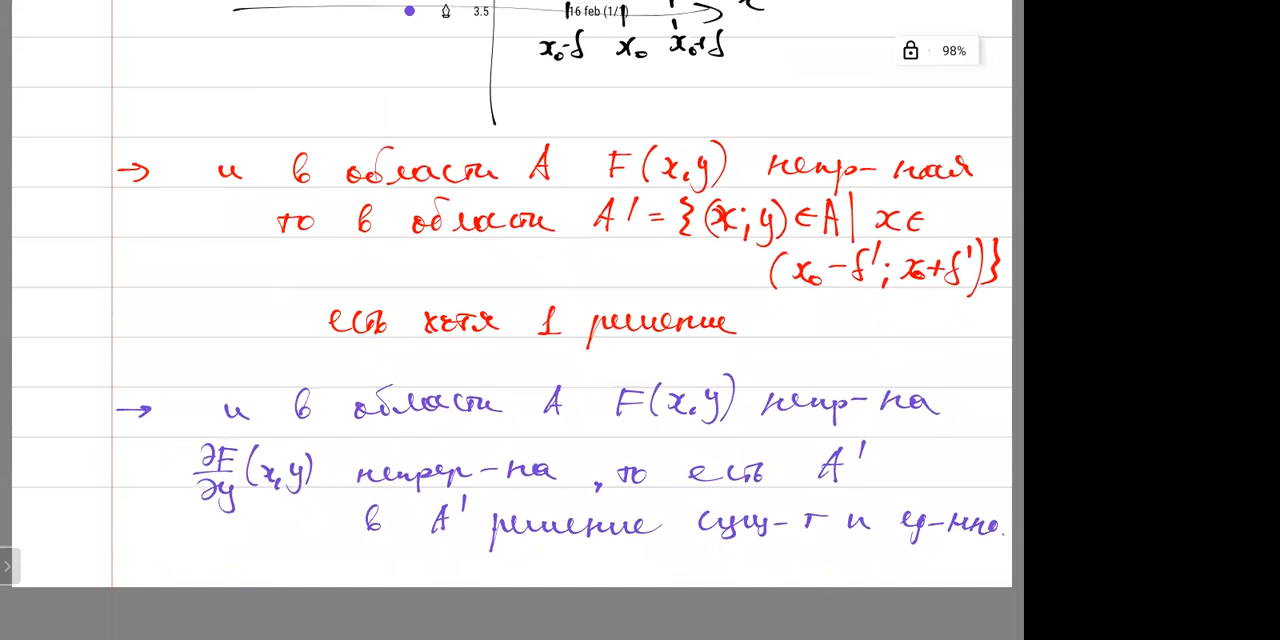 3.5
16 feb (1/1)
x₀-δ x₀ x₀+δ
98%
→ и в области A F(x,y) непр-ная
то в области A' = {(x;y)∈A| x∈
(x₀-δ'; x₀+δ')}
есть хотя 1 решение
→ и в области A F(x,y) непр-на
∂F/∂y (x,y) непрер-на, то есть A'
в A' решение сущ-т и ед-нно.